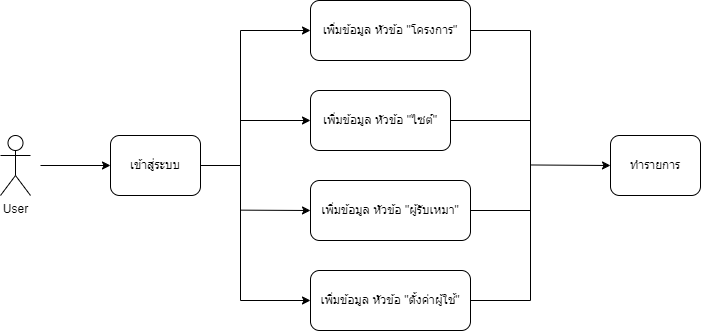 เพิ่มข้อมูล หัวข้อ "โครงการ"
เพิ่มข้อมูล หัวข้อ "ไซต์"
เข้าสู่ระบบ
ทำรายการ
User
เพิ่มข้อมูล หัวข้อ "ผู้รับเหมา"
เพิ่มข้อมูล หัวข้อ "ตั้งค่าผู้ใช้"